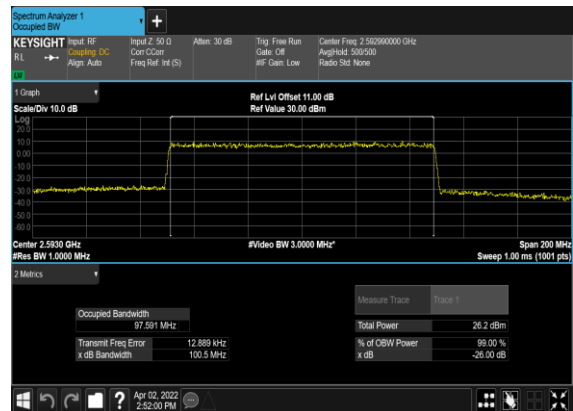 Spectrum Analyzer 1
Occupied BW
+
KEYSIGHT Input: RF Input Z: 50 Ω Atten: 30 dB Trig: Free Run Center Freq: 2.592990000 GHz
RL Coupling: DC Corr CCorr Gate: Off Avg|Hold: 500/500
Align: Auto Freq Ref: Int (S) #IF Gain: Low Radio Std: None
1 Graph
Ref Lvl Offset 11.00 dB
Scale/Div 10.0 dB Ref Value 30.00 dBm
Log
20.0
10.0
0.00
-10.0
-20.0
-30.0
-40.0
-50.0
-60.0
Center 2.5930 GHz #Video BW 3.0000 MHz* Span 200 MHz
#Res BW 1.0000 MHz Sweep 1.00 ms (1001 pts)
2 Metrics
Measure Trace Trace 1
Occupied Bandwidth
97.591 MHz Total Power 26.2 dBm
Transmit Freq Error 12.889 kHz % of OBW Power 99.00 %
x dB Bandwidth 100.5 MHz x dB -26.00 dB
? Apr 02, 2022
2:52:00 PM